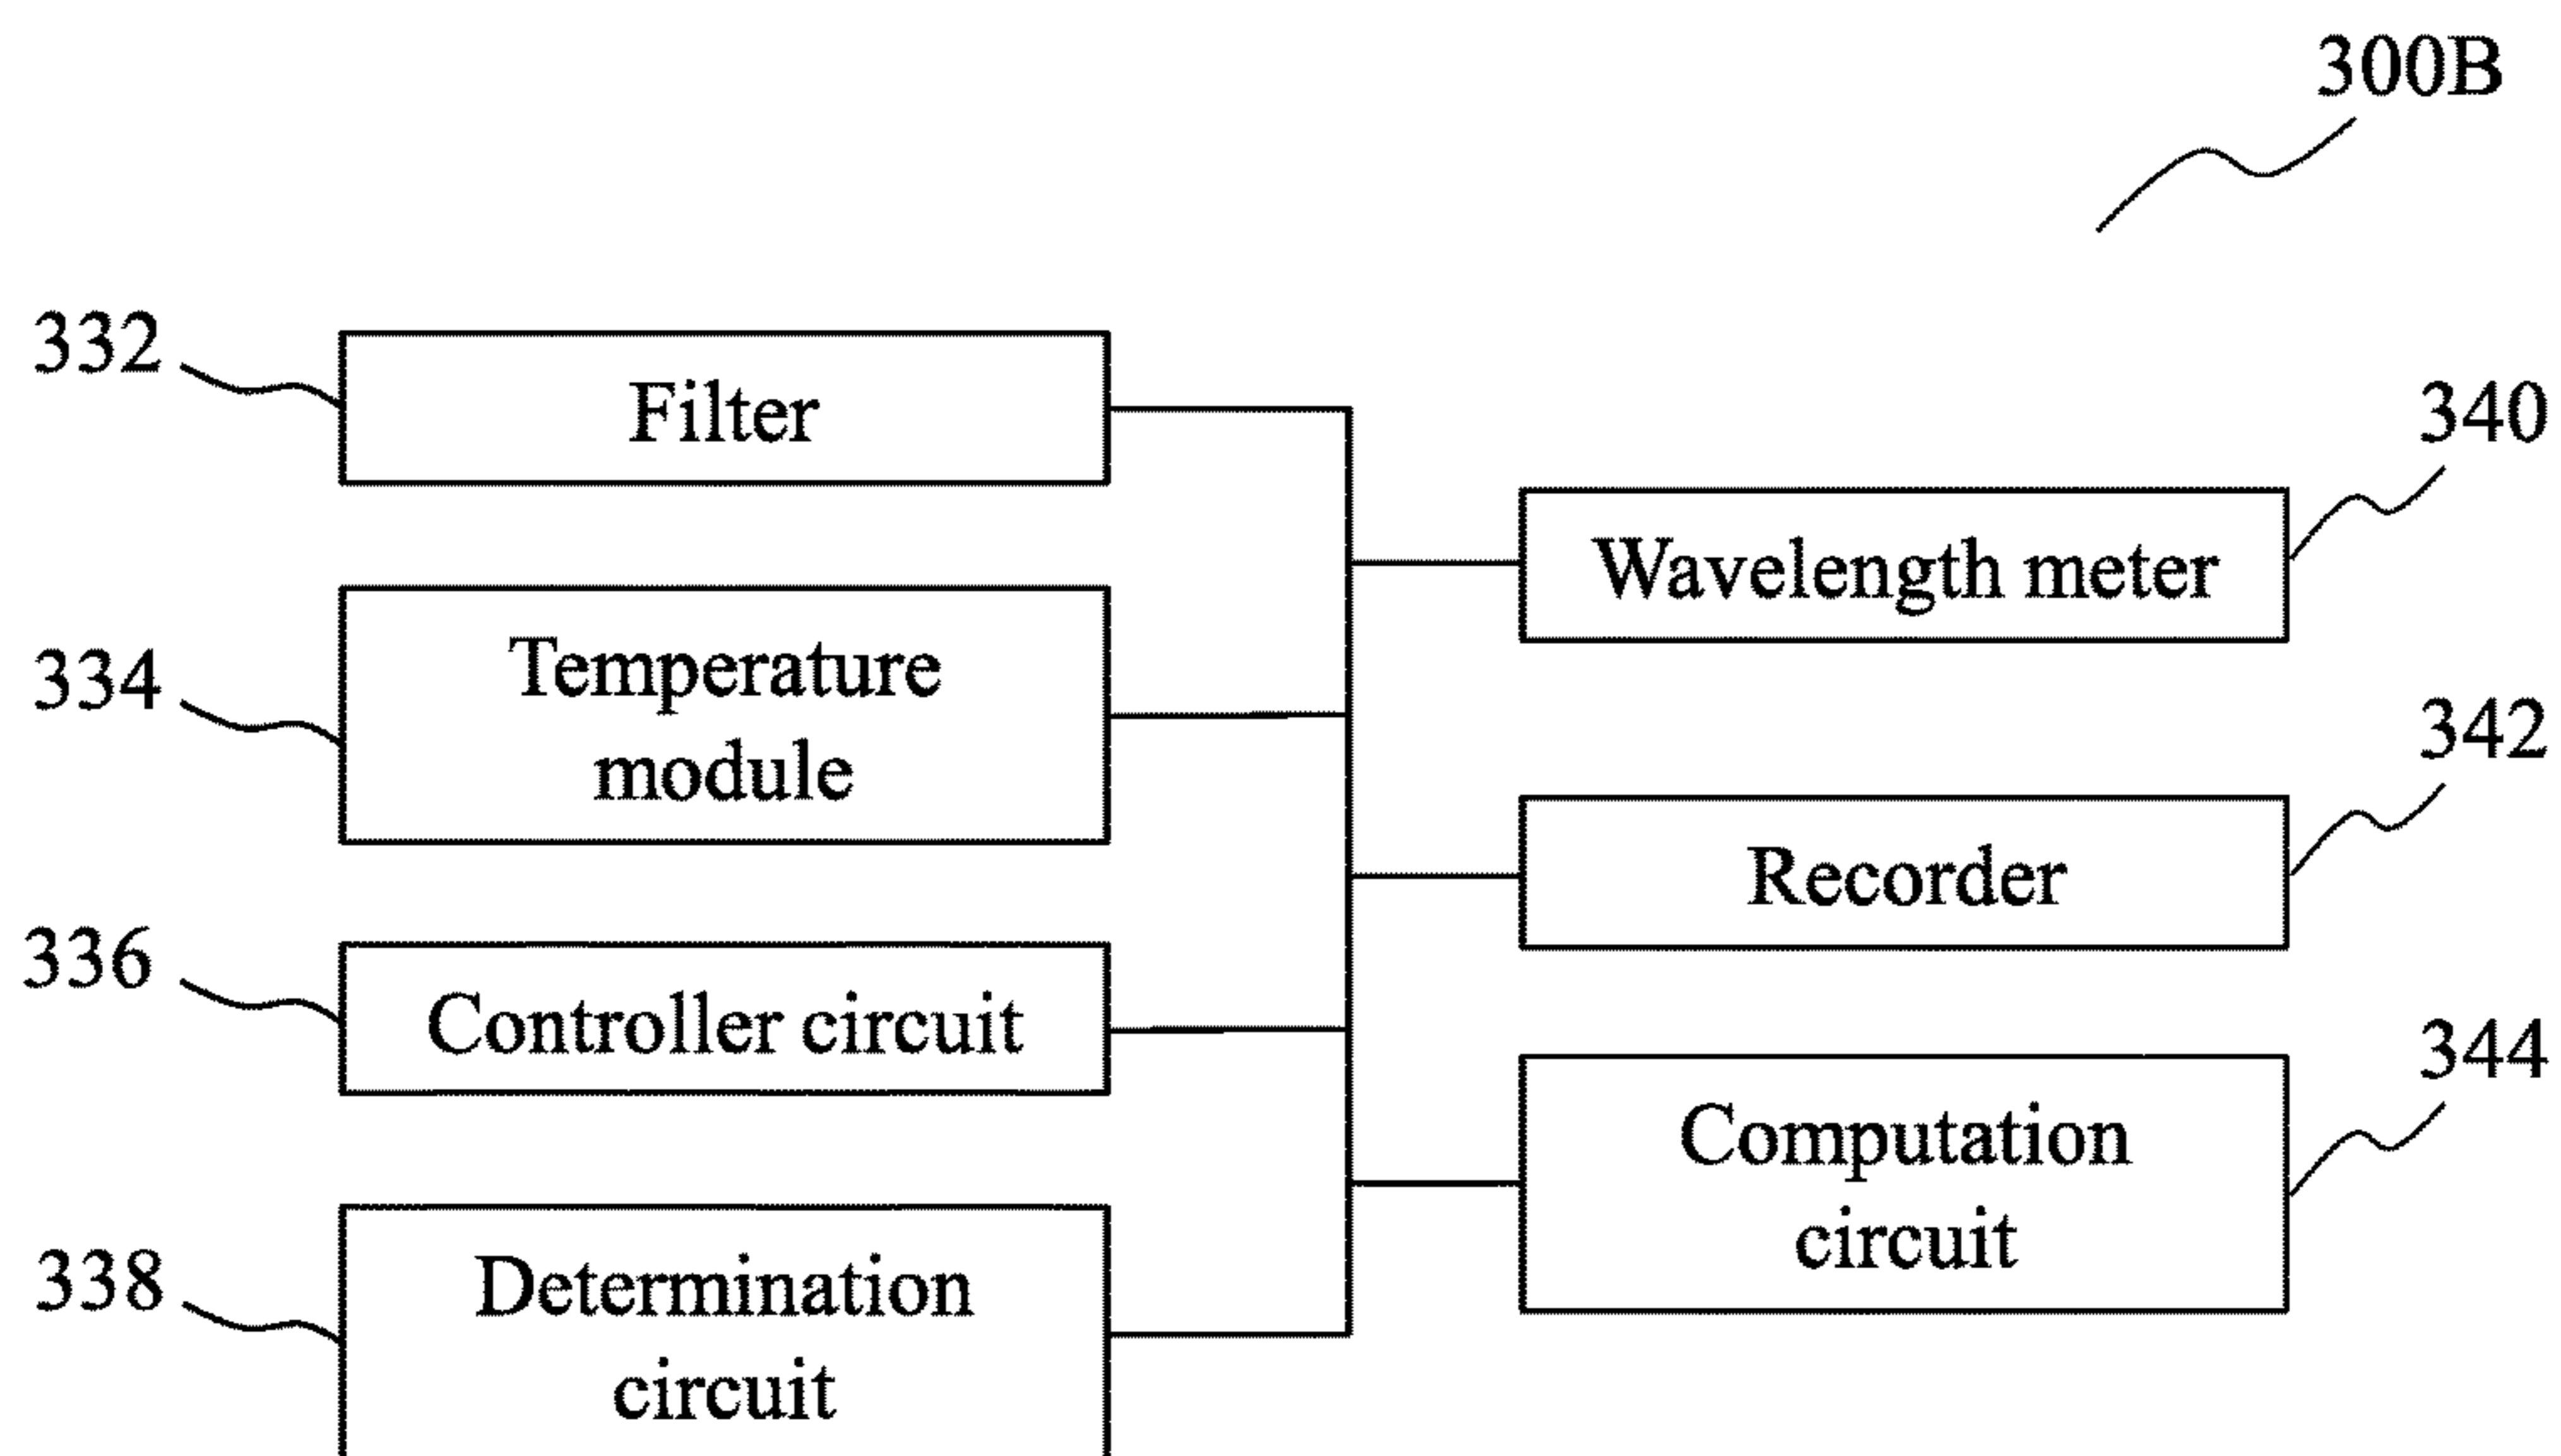 300B
332
Filter
340
Wavelength meter
334
Temperature
module
342
Recorder
336
Controller circuit
344
Computation
circuit
338
Determination
circuit